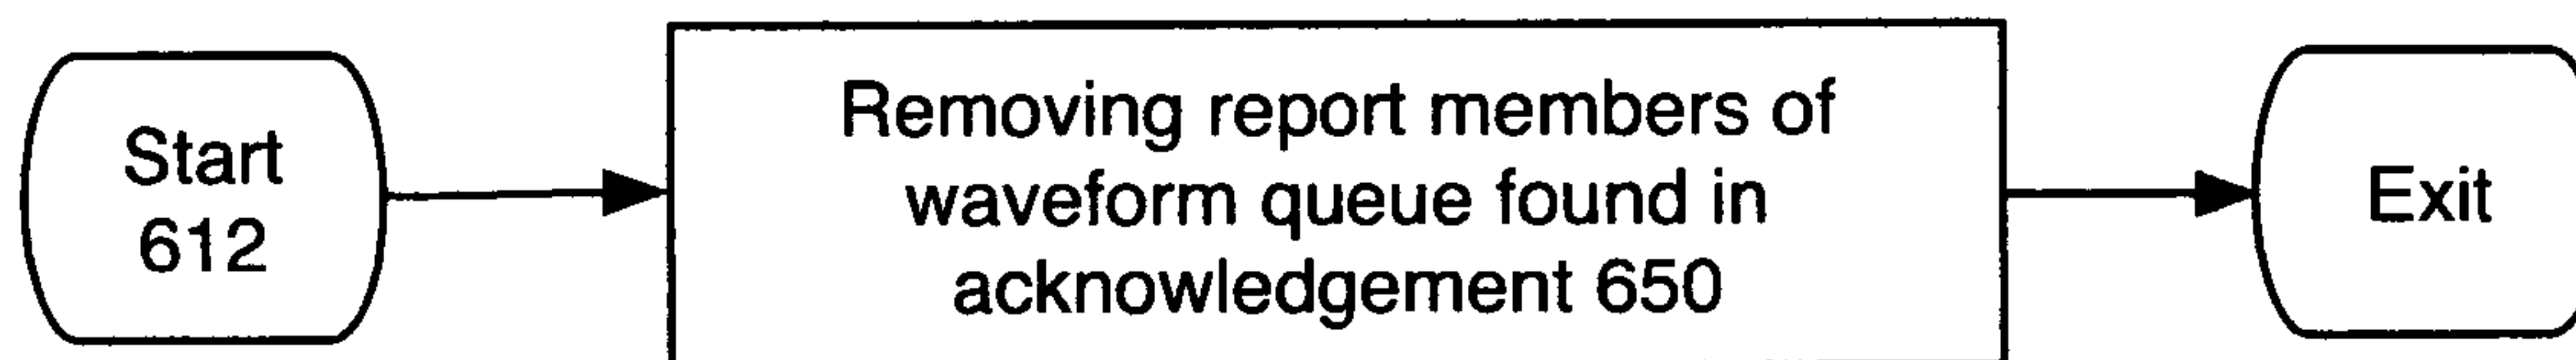 Start
612
Removing report members of
waveform queue found in
acknowledgement 650
Exit